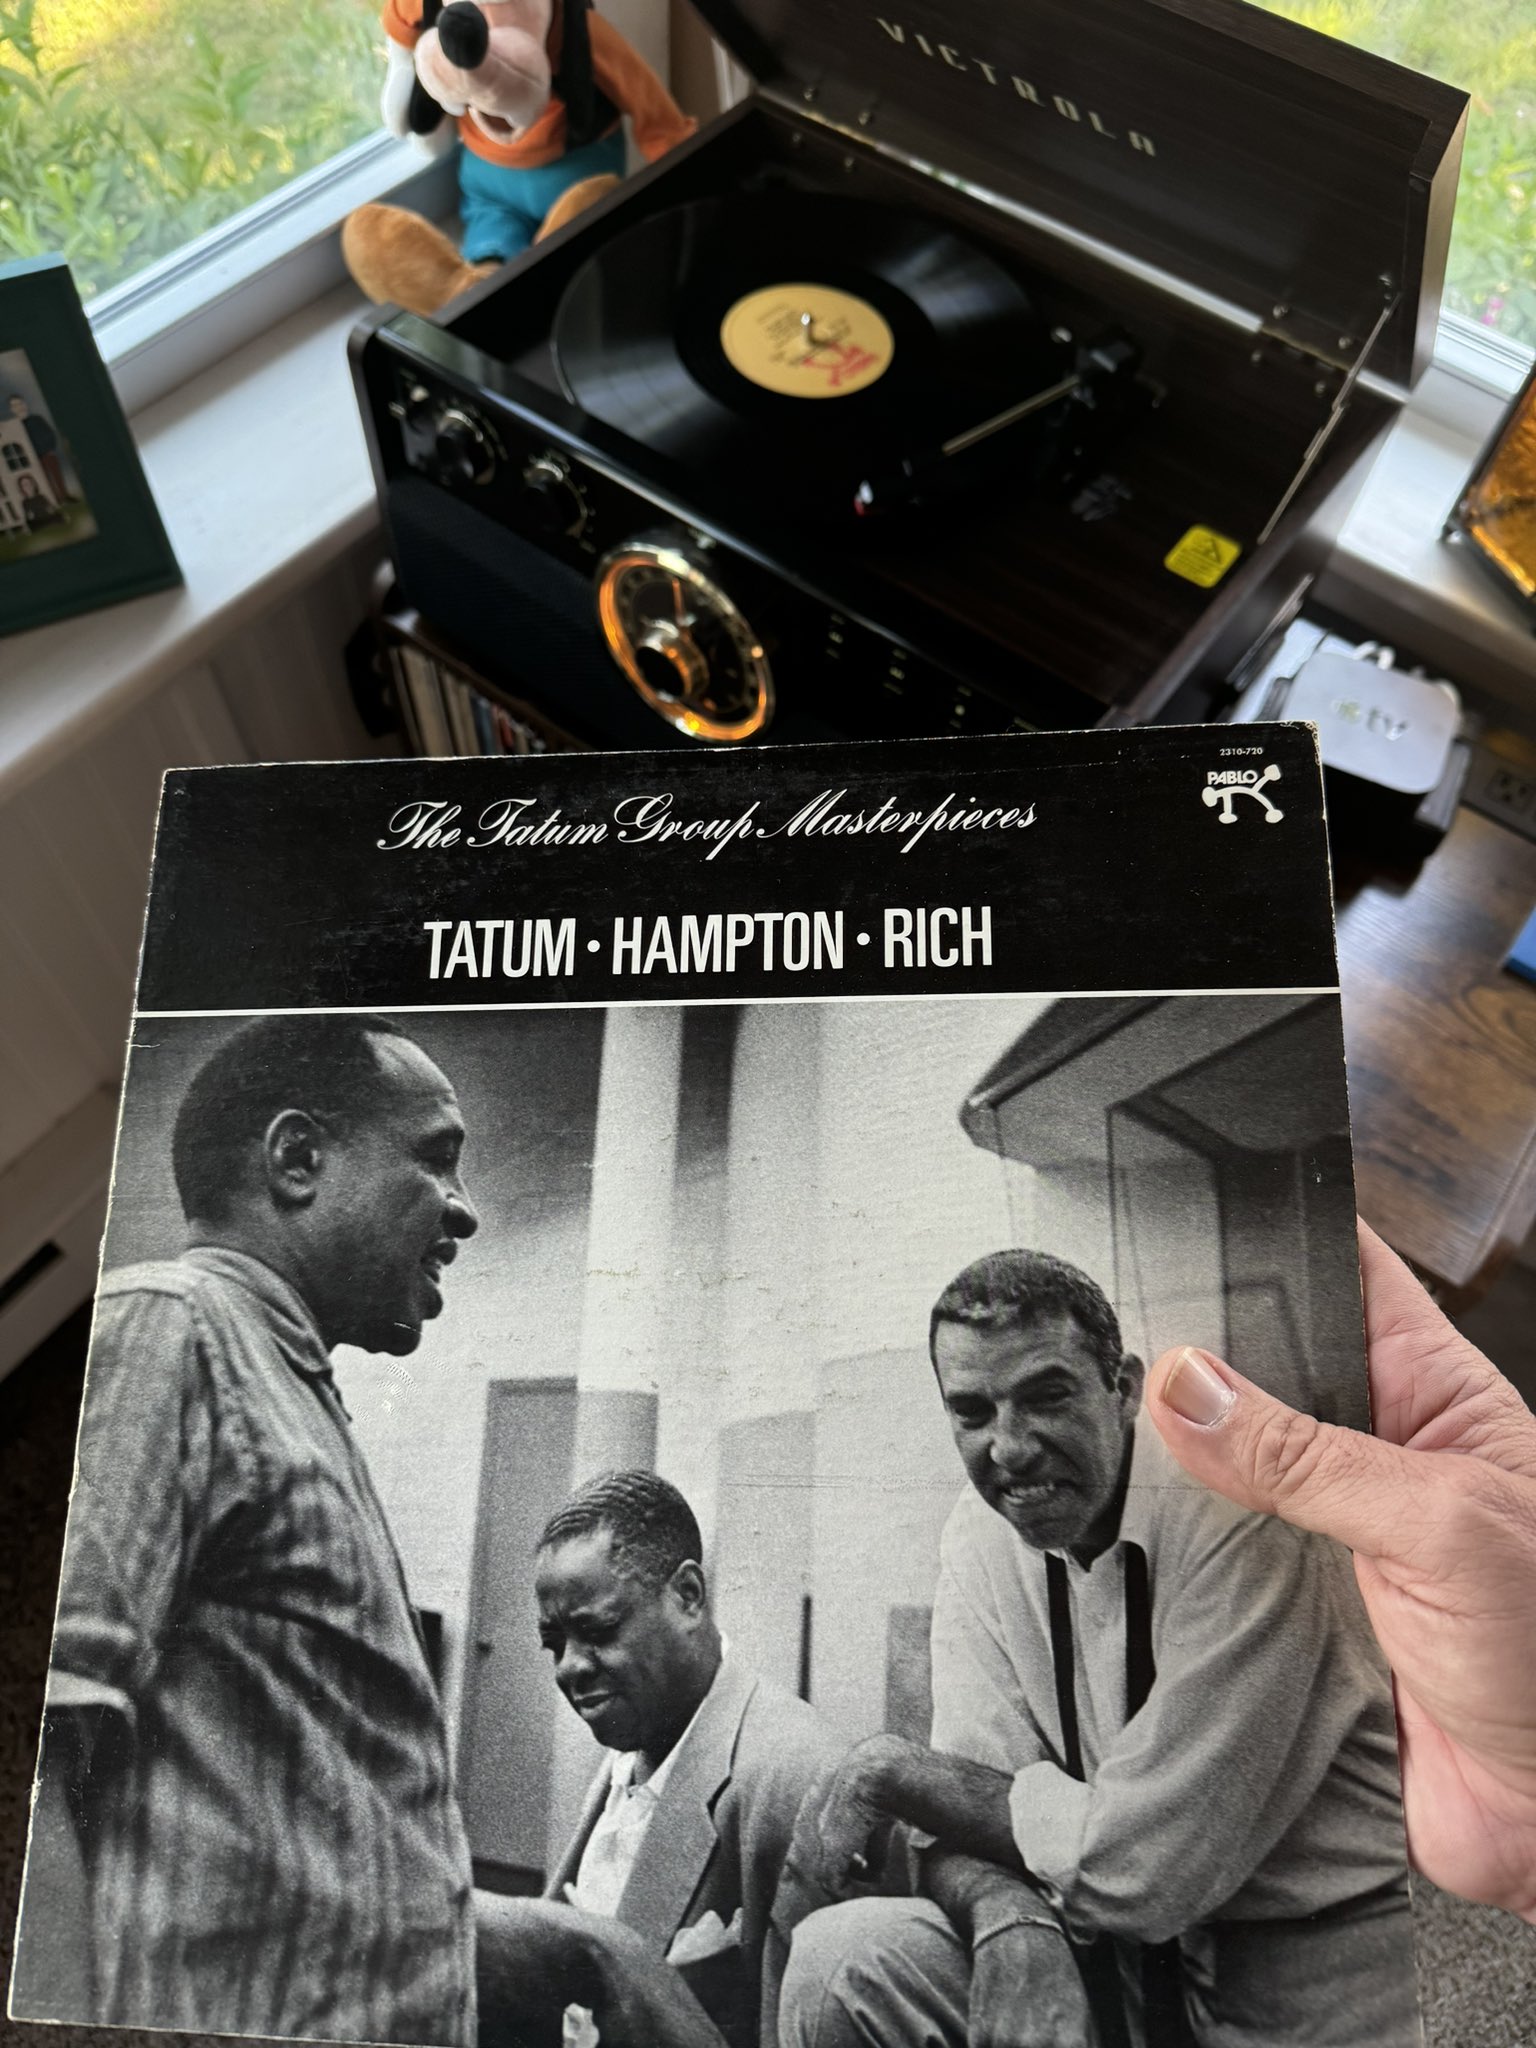 VICTROLA
tv
2310-720
PABLO
The Tatum Group Masterpieces
TATUM · HAMPTON · RICH